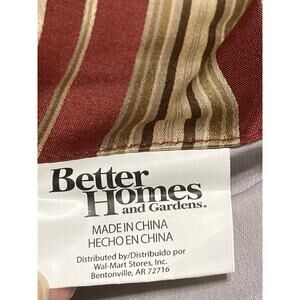 Better
Homes
and Gardens®
MADE IN CHINA
HECHO EN CHINA
Distributed by/Distribuido por
Wal-Mart Stores, Inc.
Bentonville, AR 72716